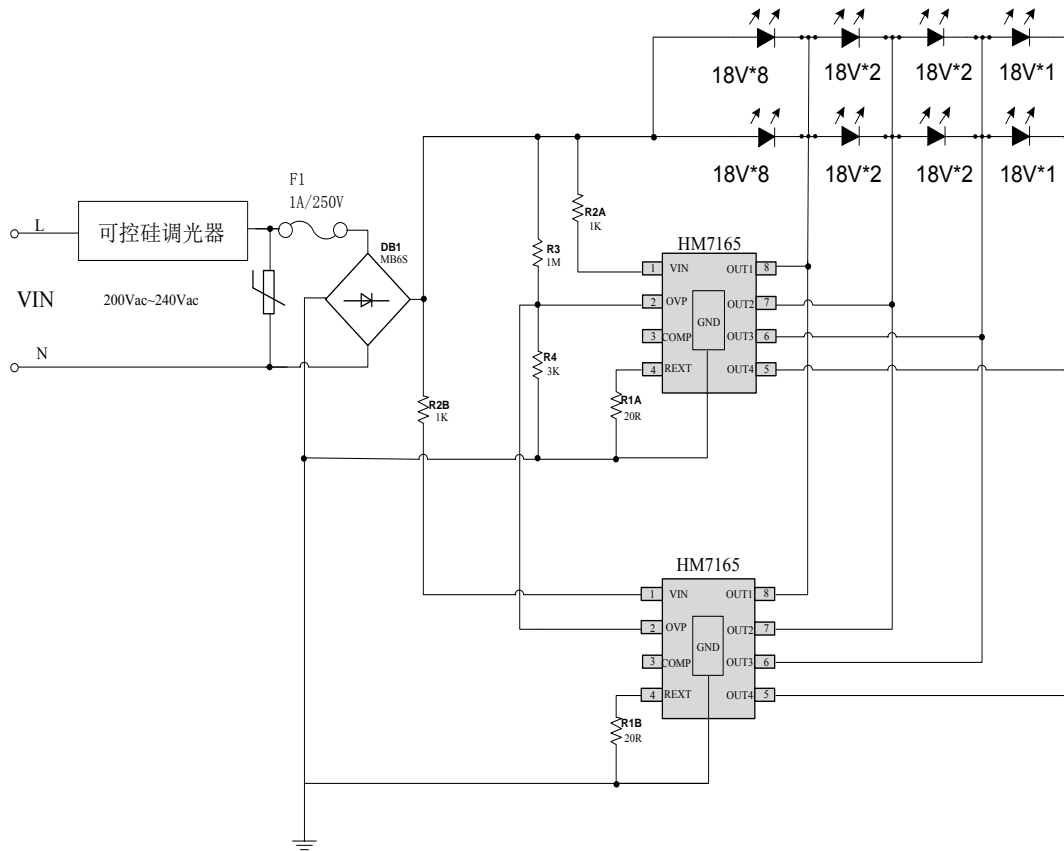 18V*8
18V*2
18V*2
18V*1
18V*8
18V*2
18V*2
18V*1
F1
1A/250V
L
可控硅调光器
DB1
MB6S
VIN
200Vac~240Vac
N
R2A
1K
R3
1M
R4
3K
R2B
1K
R1A
20R
HM7165
1
VIN
OUT1
8
2
OVP
OUT2
7
GND
3
COMP
OUT3
6
4
REXT
OUT4
5
HM7165
1
VIN
OUT1
8
2
OVP
OUT2
7
GND
3
COMP
OUT3
6
4
REXT
OUT4
5
R1B
20R